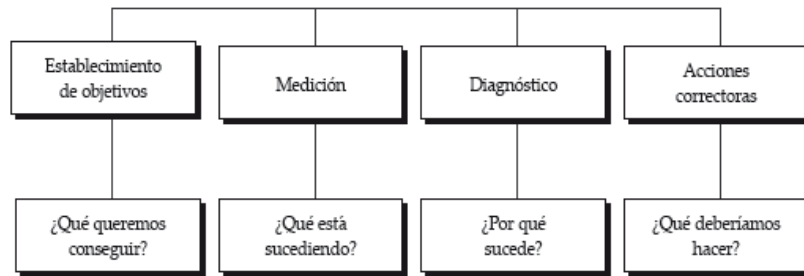 Establecimiento
de objetivos
Medición
Diagnóstico
Acciones
correctoras
¿Qué queremos
conseguir?
¿Qué está
sucediendo?
¿Por qué
sucede?
¿Qué deberíamos
hacer?